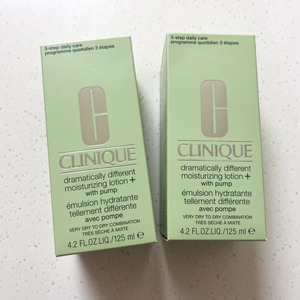 3-step daily care
programme quotidien 3 étapes
C
CLINIQUE
dramatically different
moisturizing lotion+
with pump
émulsion hydratante
tellement différente
avec pompe
VERY DRY TO DRY COMBINATION
TRÈS SÈCHE À MIXTE
4.2 FL.OZ.LIQ./125 ml ℮
3-step daily care
programme quotidien 3 étapes
C
CLINIQUE
dramatically different
moisturizing lotion+
with pump
émulsion hydratante
tellement différente
avec pompe
VERY DRY TO DRY COMBINATION
TRÈS SÈCHE À MIXTE
4.2 FL.OZ.LIQ./125 ml ℮